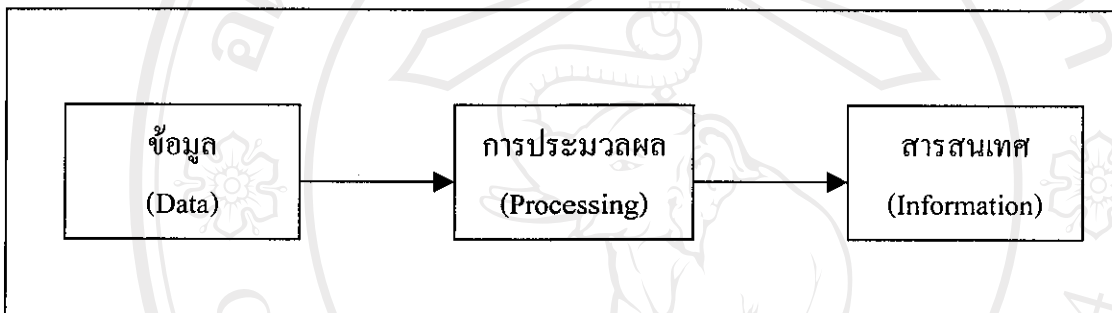 ข้อมูล
(Data)
การประมวลผล
(Processing)
สารสนเทศ
(Information)